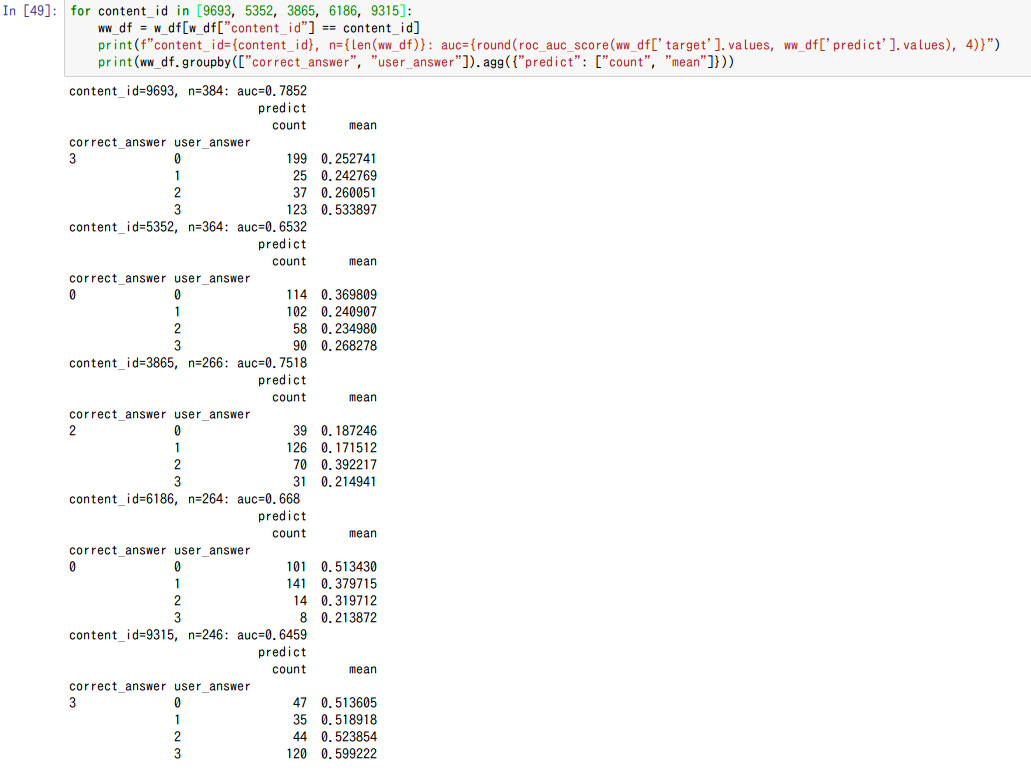 In [49]: for content_id in [9693, 5352, 3865, 6186, 9315]:
ww_df = w_df[w_df["content_id"] == content_id]
print(f"content_id={content_id}, n={len(ww_df)}: auc={round(roc_auc_score(ww_df['target'].values, ww_df['predict'].values), 4)}")
print(ww_df.groupby(["correct_answer", "user_answer"]).agg({"predict": ["count", "mean"]}))
content_id=9693, n=384: auc=0.7852
predict
count mean
correct_answer user_answer
3 0 199 0.252741
1 25 0.242769
2 37 0.260051
3 123 0.533897
content_id=5352, n=364: auc=0.6532
predict
count mean
correct_answer user_answer
0 0 114 0.369809
1 102 0.240907
2 58 0.234980
3 90 0.268278
content_id=3865, n=266: auc=0.7518
predict
count mean
correct_answer user_answer
2 0 39 0.187246
1 126 0.171512
2 70 0.392217
3 31 0.214941
content_id=6186, n=264: auc=0.668
predict
count mean
correct_answer user_answer
0 0 101 0.513430
1 141 0.379715
2 14 0.319712
3 8 0.213872
content_id=9315, n=246: auc=0.6459
predict
count mean
correct_answer user_answer
3 0 47 0.513605
1 35 0.518918
2 44 0.523854
3 120 0.599222